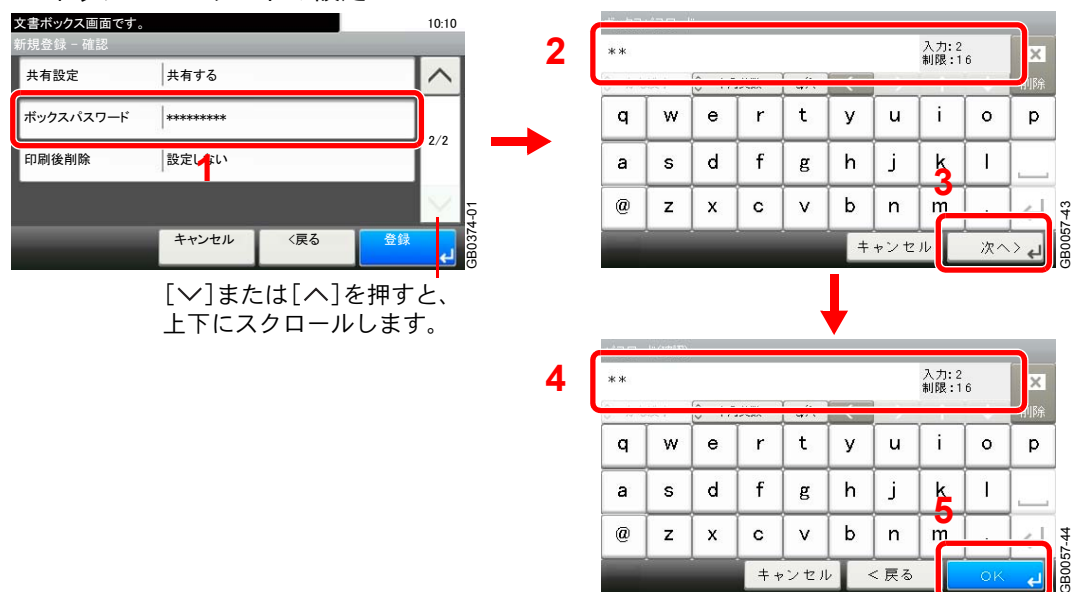 文書ボックス画面です。
10:10
新規登録 - 確認
共有設定 共有する
ボックスパスワード *********
2/2
印刷後削除 設定しない
1
キャンセル <戻る 登録
GB0374-01
[∨]または[∧]を押すと、
上下にスクロールします。
2
**
入力:2
制限:16
削除
q w e r t y u i o p
a s d f g h j k l
3
@ z x c v b n m .
キャンセル 次へ>
GB0057-43
4
**
入力:2
制限:16
削除
q w e r t y u i o p
a s d f g h j k l
5
@ z x c v b n m .
キャンセル <戻る OK
GB0057-44